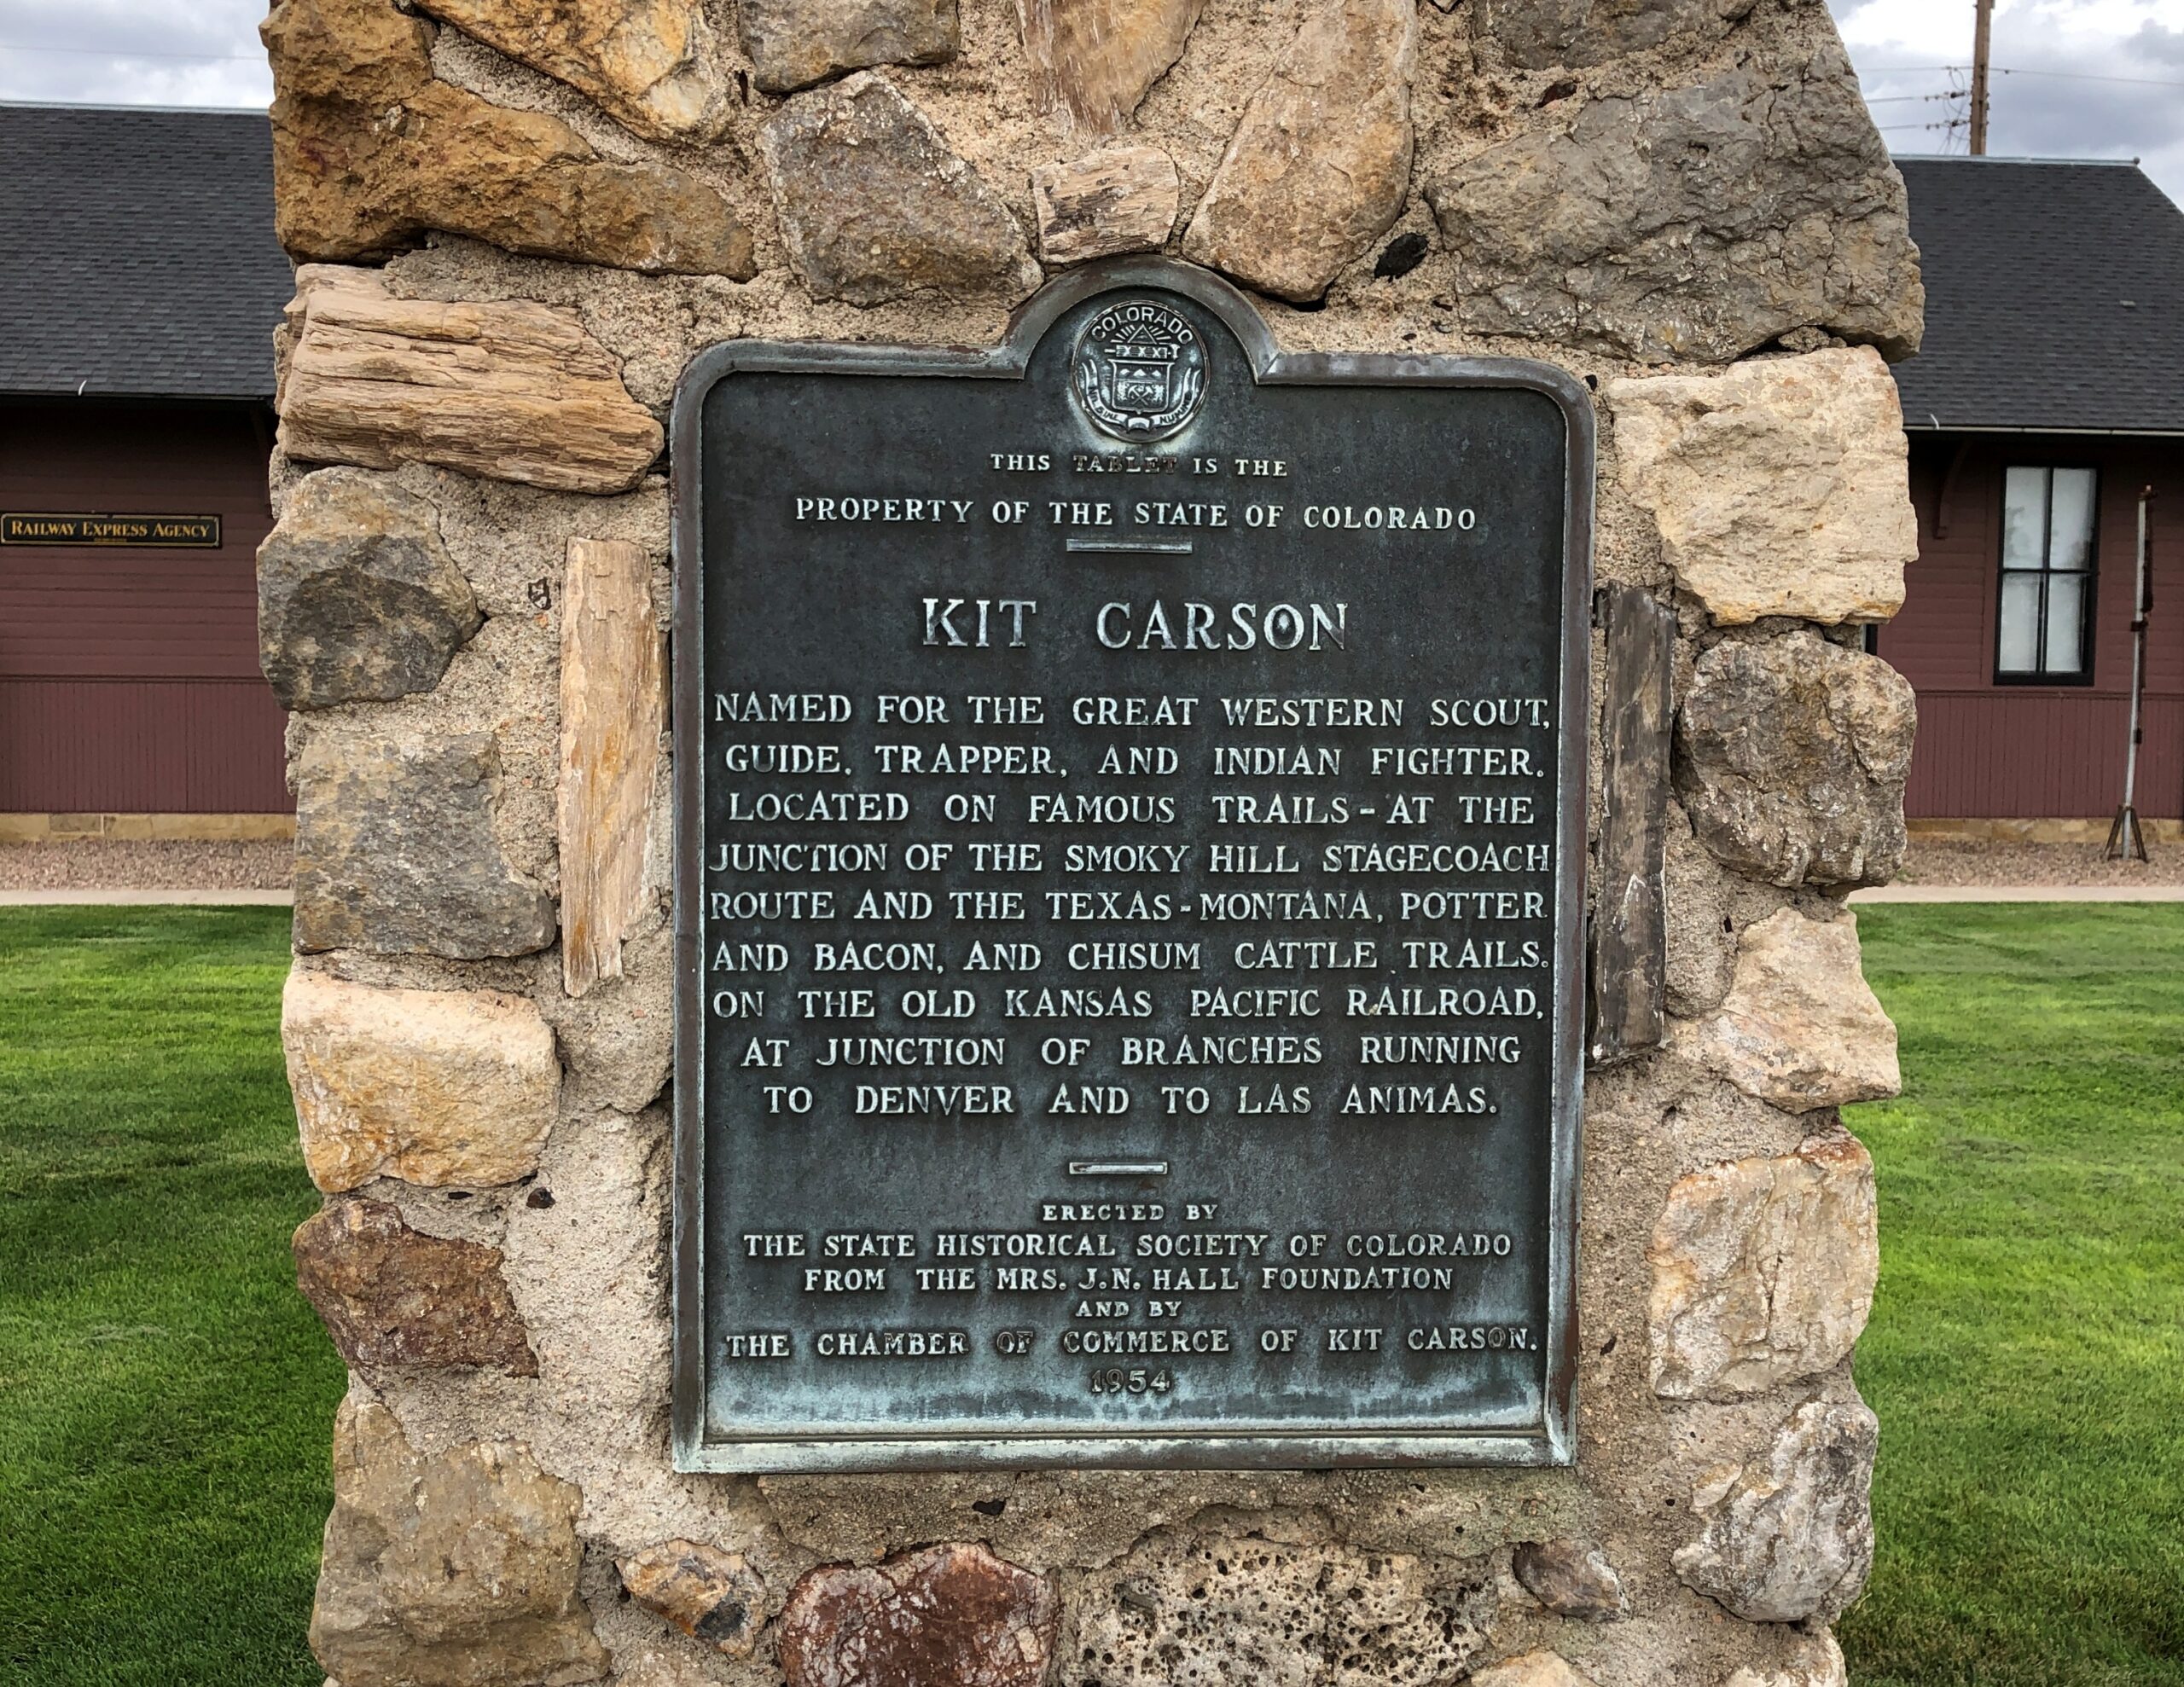 COLORADO
RAILWAY EXPRESS AGENCY
THIS TABLET IS THE
PROPERTY OF THE STATE OF COLORADO
KIT CARSON
NAMED FOR THE GREAT WESTERN SCOUT,
GUIDE, TRAPPER, AND INDIAN FIGHTER.
LOCATED ON FAMOUS TRAILS - AT THE
JUNCTION OF THE SMOKY HILL STAGECOACH
ROUTE AND THE TEXAS - MONTANA, POTTER
AND BACON, AND CHISUM CATTLE TRAILS.
ON THE OLD KANSAS PACIFIC RAILROAD,
AT JUNCTION OF BRANCHES RUNNING
TO DENVER AND TO LAS ANIMAS.
ERECTED BY
THE STATE HISTORICAL SOCIETY OF COLORADO
FROM THE MRS. J.N. HALL FOUNDATION
AND BY
THE CHAMBER OF COMMERCE OF KIT CARSON.
1954